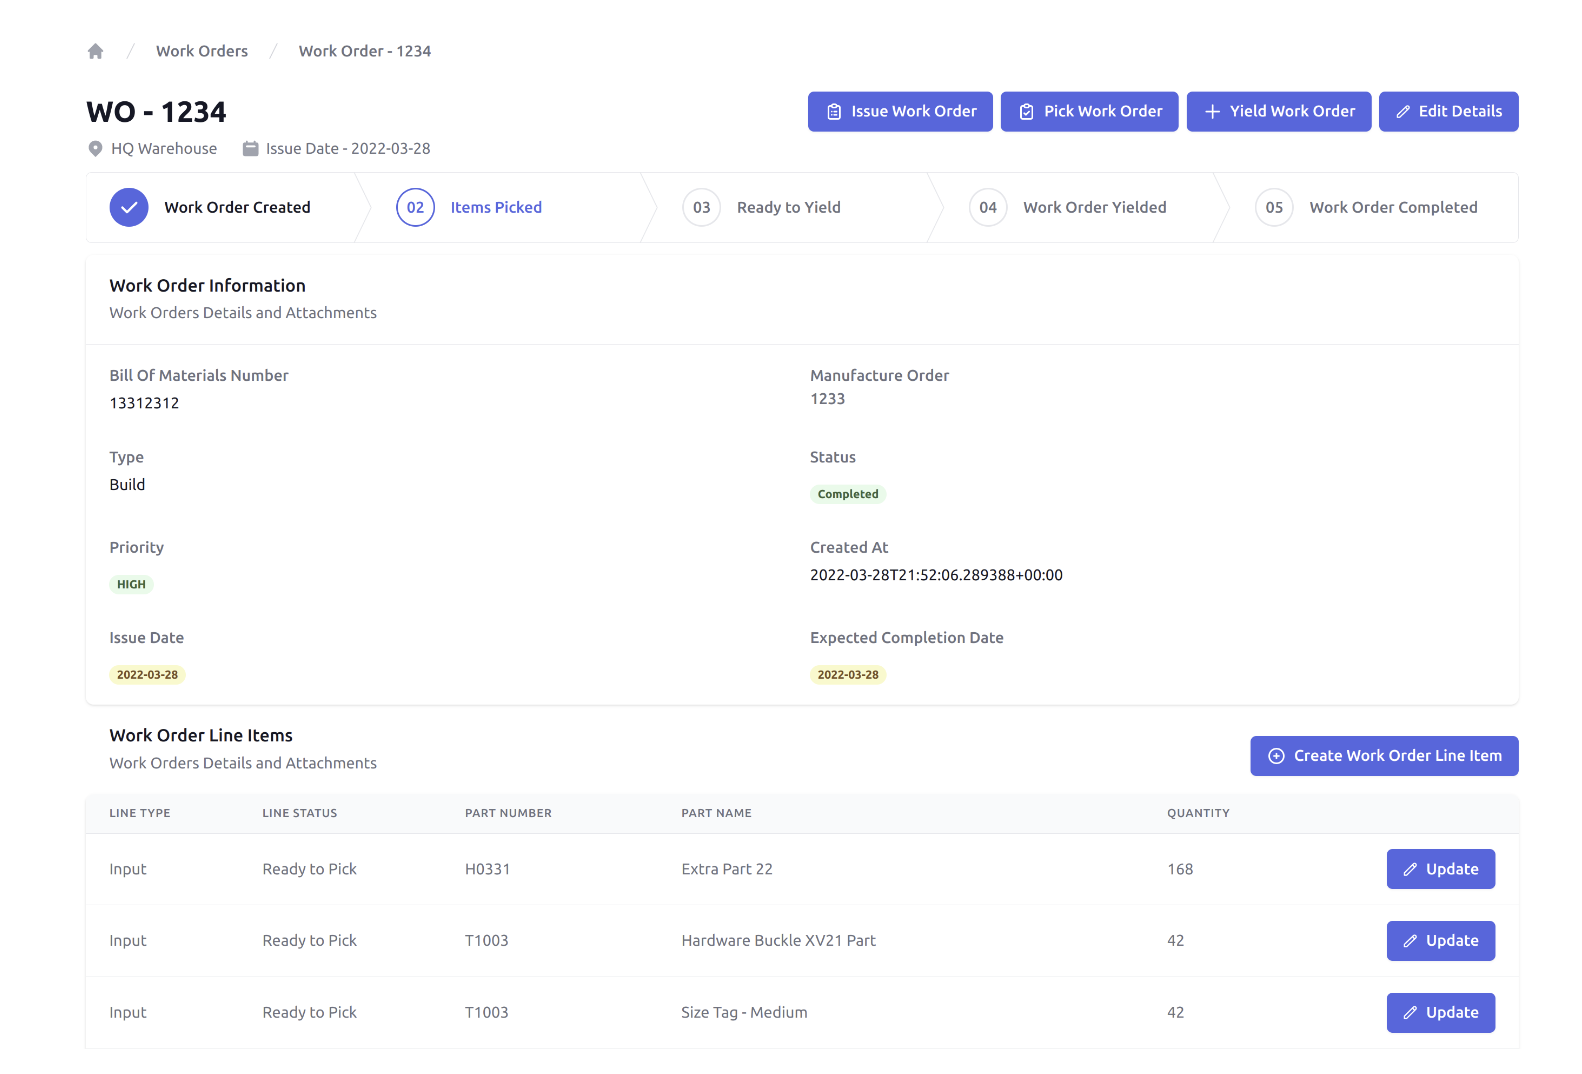 Work Orders / Work Order - 1234
WO - 1234
Issue Work Order
Pick Work Order
Yield Work Order
Edit Details
HQ Warehouse
Issue Date - 2022-03-28
Work Order Created
02 Items Picked
03 Ready to Yield
04 Work Order Yielded
05 Work Order Completed
Work Order Information
Work Orders Details and Attachments
Bill Of Materials Number
13312312
Manufacture Order
1233
Type
Build
Status
Completed
Priority
HIGH
Created At
2022-03-28T21:52:06.289388+00:00
Issue Date
2022-03-28
Expected Completion Date
2022-03-28
Work Order Line Items
Work Orders Details and Attachments
Create Work Order Line Item
LINE TYPE LINE STATUS PART NUMBER PART NAME QUANTITY
Input Ready to Pick H0331 Extra Part 22 168 Update
Input Ready to Pick T1003 Hardware Buckle XV21 Part 42 Update
Input Ready to Pick T1003 Size Tag - Medium 42 Update